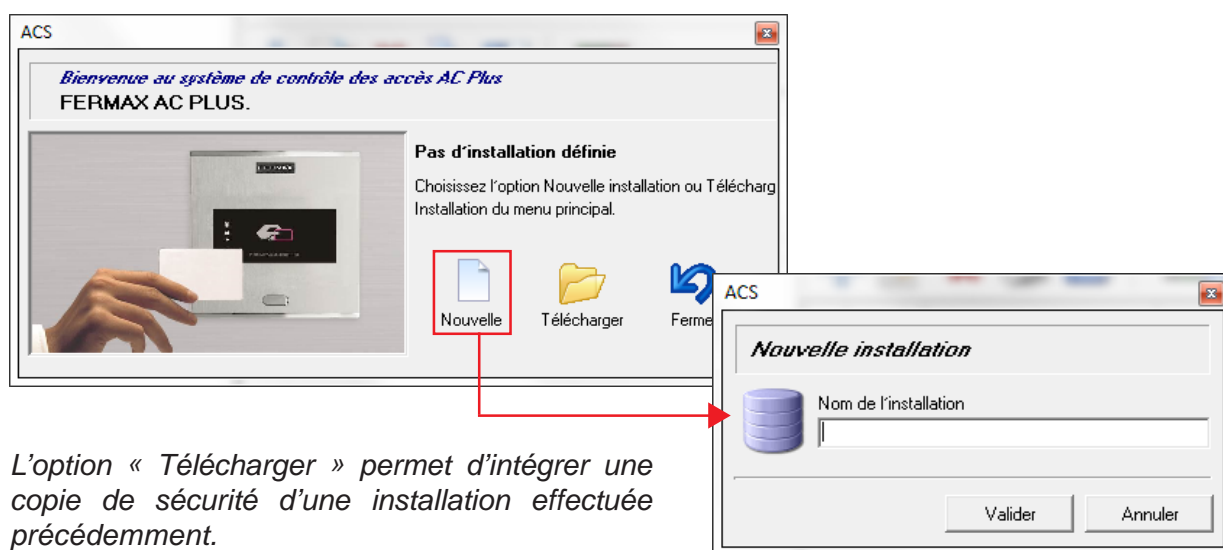 ACS
Bienvenue au système de contrôle des accès AC Plus
FERMAX AC PLUS.
FERMAX
Pas d´installation définie
Choisissez l´option Nouvelle installation ou Télécharg
Installation du menu principal.
Nouvelle
Télécharger
Ferme
ACS
Nouvelle installation
Nom de l´installation
Valider
Annuler
L’option « Télécharger » permet d’intégrer une
copie de sécurité d’une installation effectuée
précédemment.